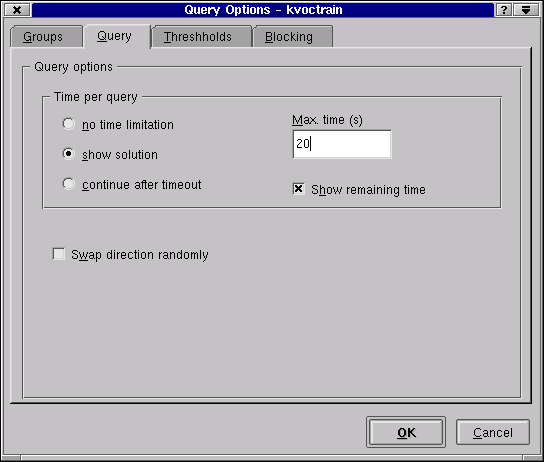 Query Options - kvoctrain
?
Groups
Query
Threshholds
Blocking
Query options
Time per query
no time limitation
Max. time (s)
20
show solution
continue after timeout
Show remaining time
Swap direction randomly
OK
Cancel